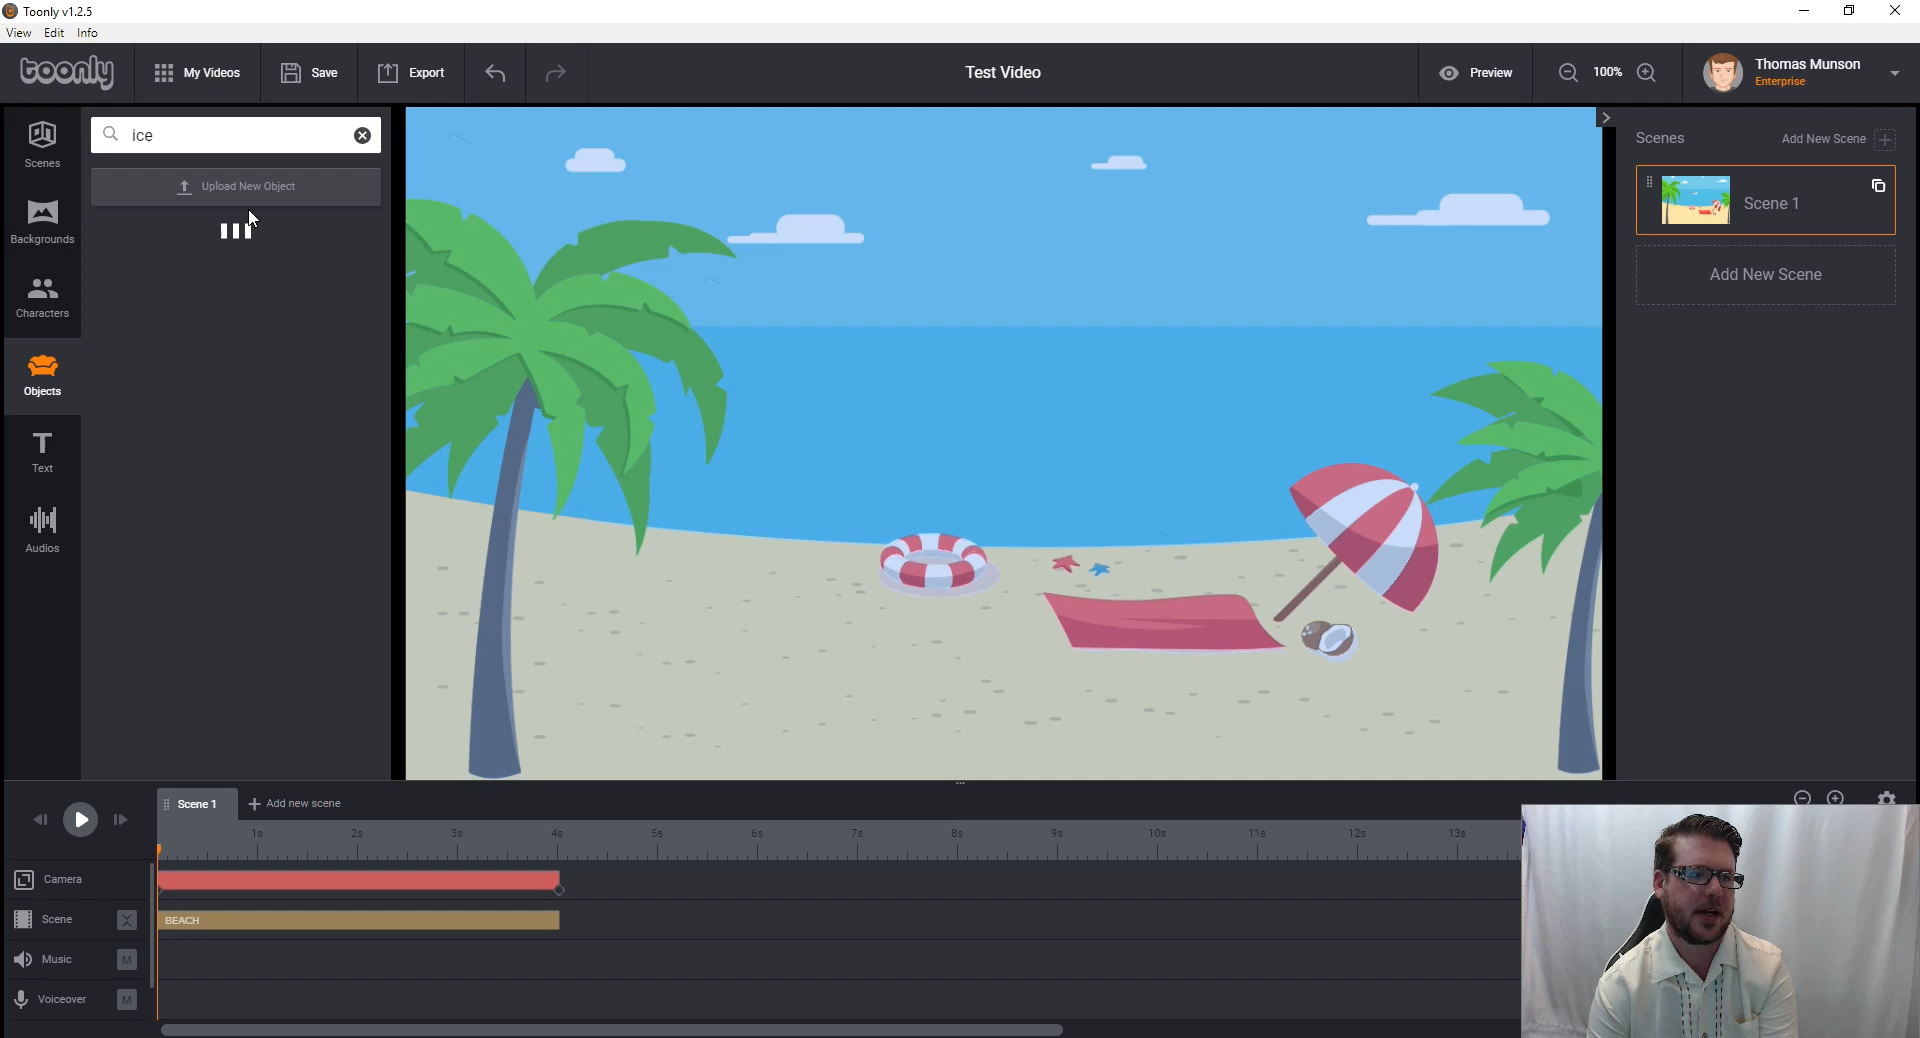 Toonly v1.2.5
View Edit Info
toonly
My Videos
Save
Export
Test Video
Preview
100%
Thomas Munson
Enterprise
ice
Upload New Object
Scenes
Backgrounds
Characters
Objects
T
Text
Audios
Scenes
Add New Scene
Scene 1
Add New Scene
Scene 1
Add new scene
1s 2s 3s 4s 5s 6s 7s 8s 9s 10s 11s 12s 13s
Camera
Scene
BEACH
Music M
Voiceover M